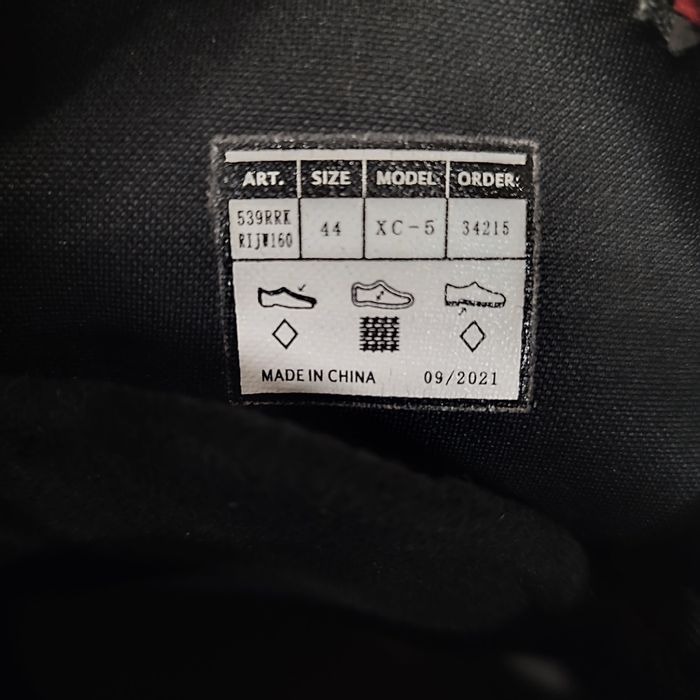 ART. SIZE MODEL ORDER:
539RRK 44 XC-5 34215
RIJW160
MADE IN CHINA 09/2021